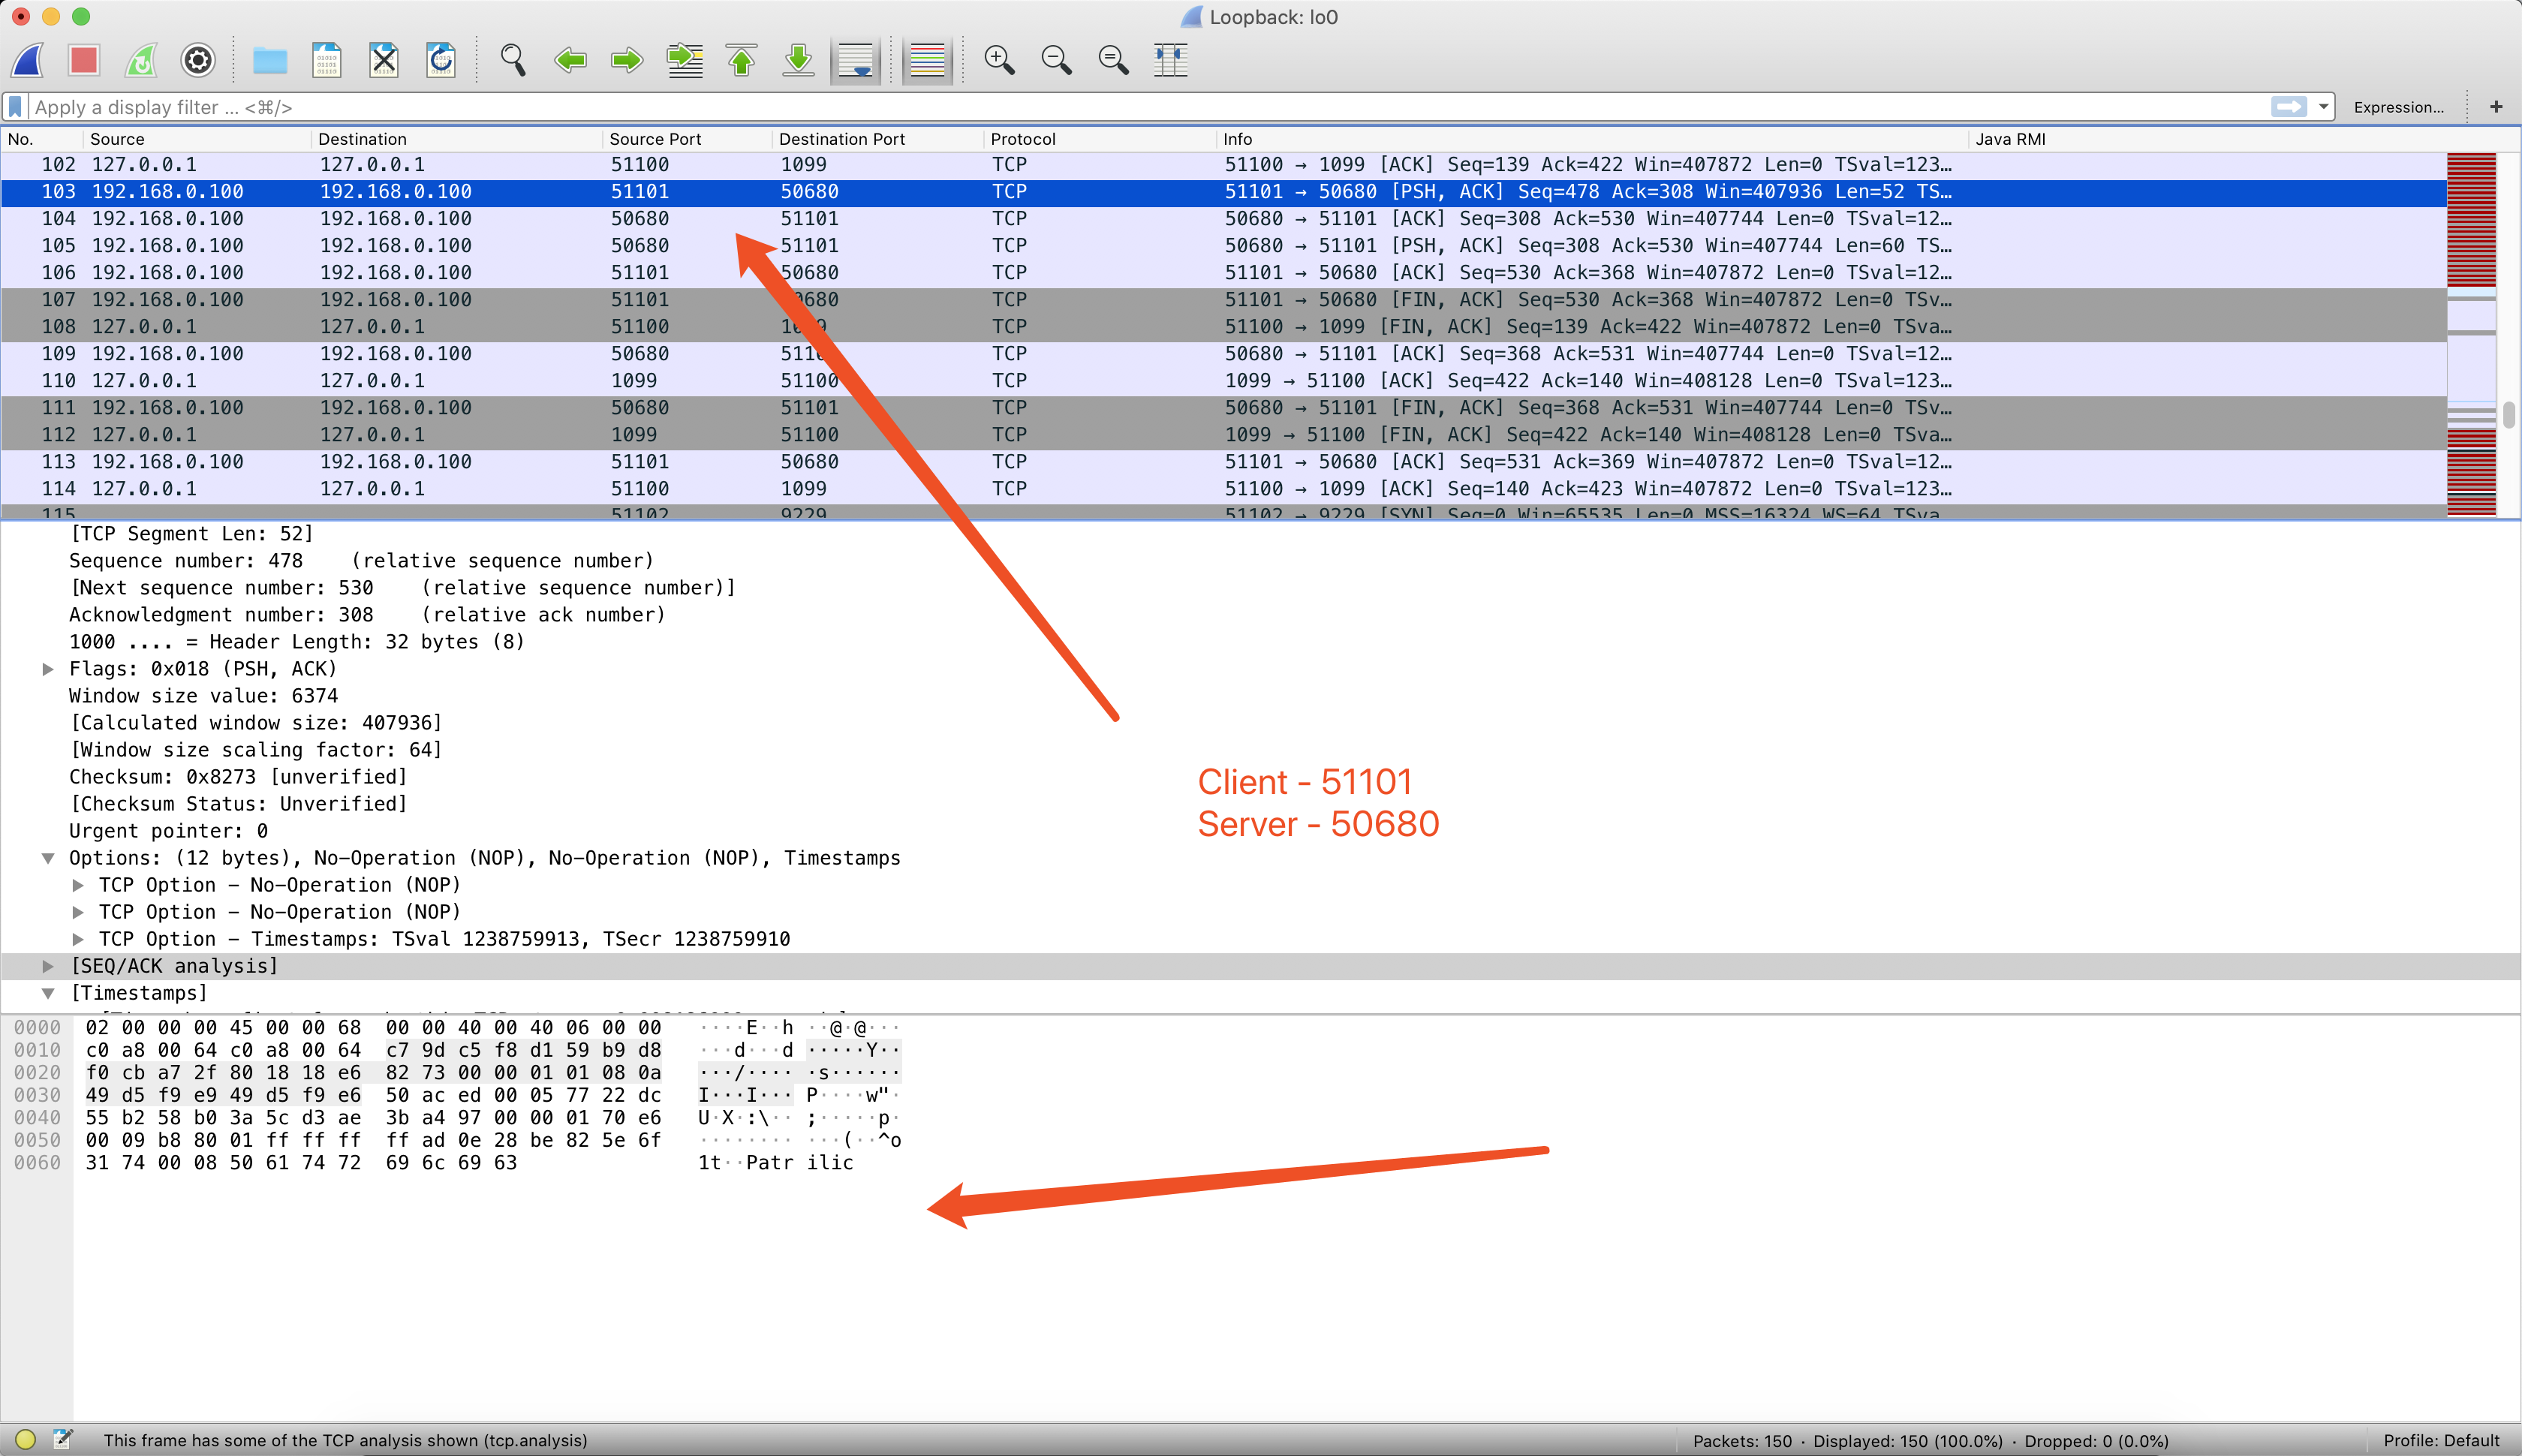 Loopback: lo0
Apply a display filter ... <⌘/>
Expression...
+
No. Source Destination Source Port Destination Port Protocol Info Java RMI
102 127.0.0.1 127.0.0.1 51100 1099 TCP 51100 → 1099 [ACK] Seq=139 Ack=422 Win=407872 Len=0 TSval=123…
103 192.168.0.100 192.168.0.100 51101 50680 TCP 51101 → 50680 [PSH, ACK] Seq=478 Ack=308 Win=407936 Len=52 TS…
104 192.168.0.100 192.168.0.100 50680 51101 TCP 50680 → 51101 [ACK] Seq=308 Ack=530 Win=407744 Len=0 TSval=12…
105 192.168.0.100 192.168.0.100 50680 51101 TCP 50680 → 51101 [PSH, ACK] Seq=308 Ack=530 Win=407744 Len=60 TS…
106 192.168.0.100 192.168.0.100 51101 50680 TCP 51101 → 50680 [ACK] Seq=530 Ack=368 Win=407872 Len=0 TSval=12…
107 192.168.0.100 192.168.0.100 51101 50680 TCP 51101 → 50680 [FIN, ACK] Seq=530 Ack=368 Win=407872 Len=0 TSv…
108 127.0.0.1 127.0.0.1 51100 1099 TCP 51100 → 1099 [FIN, ACK] Seq=139 Ack=422 Win=407872 Len=0 TSva…
109 192.168.0.100 192.168.0.100 50680 51101 TCP 50680 → 51101 [ACK] Seq=368 Ack=531 Win=407744 Len=0 TSval=12…
110 127.0.0.1 127.0.0.1 1099 51100 TCP 1099 → 51100 [ACK] Seq=422 Ack=140 Win=408128 Len=0 TSval=123…
111 192.168.0.100 192.168.0.100 50680 51101 TCP 50680 → 51101 [FIN, ACK] Seq=368 Ack=531 Win=407744 Len=0 TSv…
112 127.0.0.1 127.0.0.1 1099 51100 TCP 1099 → 51100 [FIN, ACK] Seq=422 Ack=140 Win=408128 Len=0 TSva…
113 192.168.0.100 192.168.0.100 51101 50680 TCP 51101 → 50680 [ACK] Seq=531 Ack=369 Win=407872 Len=0 TSval=12…
114 127.0.0.1 127.0.0.1 51100 1099 TCP 51100 → 1099 [ACK] Seq=140 Ack=423 Win=407872 Len=0 TSval=123…
115 51102 9229 51102 → 9229 [SYN] Seq=0 Win=65535 Len=0 MSS=16324 WS=64 TSva
[TCP Segment Len: 52]
Sequence number: 478    (relative sequence number)
[Next sequence number: 530    (relative sequence number)]
Acknowledgment number: 308    (relative ack number)
1000 .... = Header Length: 32 bytes (8)
Flags: 0x018 (PSH, ACK)
Window size value: 6374
[Calculated window size: 407936]
[Window size scaling factor: 64]
Checksum: 0x8273 [unverified]
[Checksum Status: Unverified]
Urgent pointer: 0
Options: (12 bytes), No-Operation (NOP), No-Operation (NOP), Timestamps
TCP Option – No-Operation (NOP)
TCP Option – No-Operation (NOP)
TCP Option – Timestamps: TSval 1238759913, TSecr 1238759910
[SEQ/ACK analysis]
[Timestamps]
Client - 51101
Server - 50680
0000 02 00 00 00 45 00 00 68 00 00 40 00 40 06 00 00 ····E··h ··@·@···
0010 c0 a8 00 64 c0 a8 00 64 c7 9d c5 f8 d1 59 b9 d8 ···d···d ·····Y··
0020 f0 cb a7 2f 80 18 18 e6 82 73 00 00 01 01 08 0a ···/···· ·s······
0030 49 d5 f9 e9 49 d5 f9 e6 50 ac ed 00 05 77 22 dc I···I··· P····w"·
0040 55 b2 58 b0 3a 5c d3 ae 3b a4 97 00 00 01 70 e6 U·X·:\·· ;·····p·
0050 00 09 b8 80 01 ff ff ff ff ad 0e 28 be 82 5e 6f ········ ···(··^o
0060 31 74 00 08 50 61 74 72 69 6c 69 63 1t··Patr ilic
This frame has some of the TCP analysis shown (tcp.analysis)
Packets: 150 · Displayed: 150 (100.0%) · Dropped: 0 (0.0%)
Profile: Default